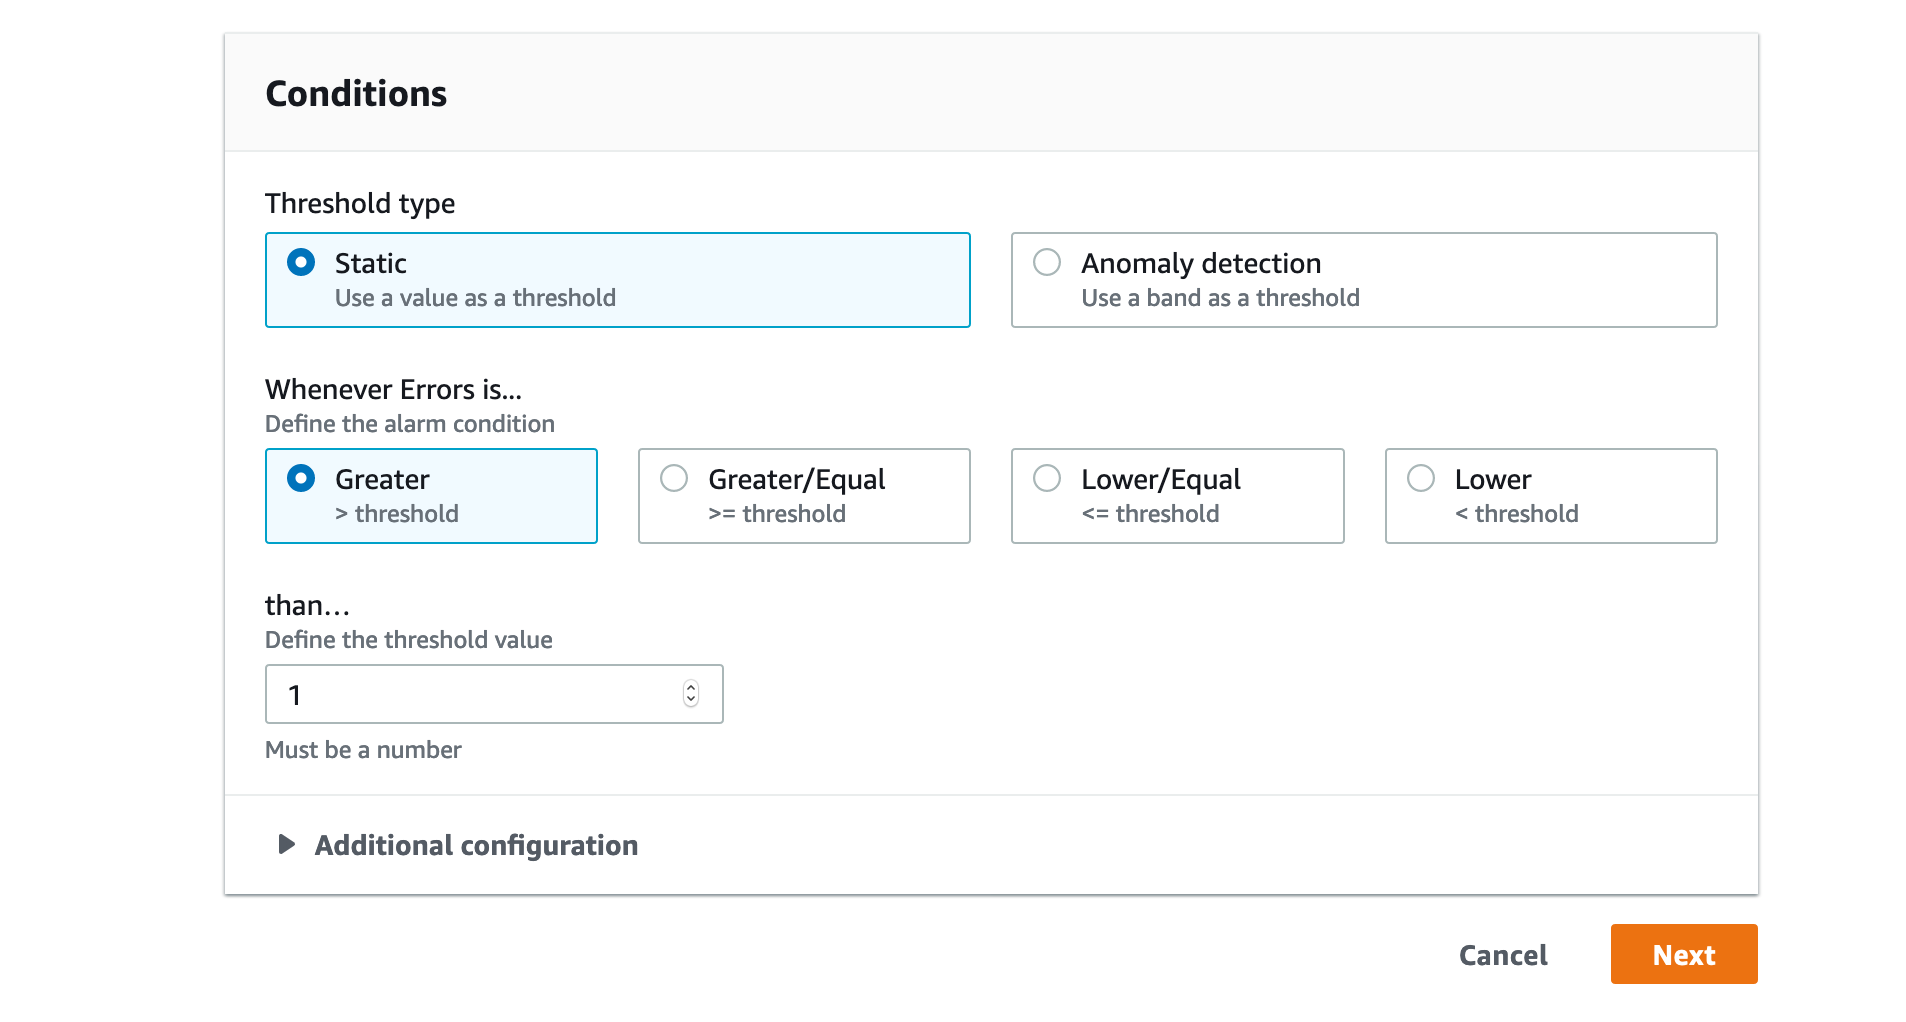 Conditions
Threshold type
Static
Use a value as a threshold
Anomaly detection
Use a band as a threshold
Whenever Errors is...
Define the alarm condition
Greater
> threshold
Greater/Equal
>= threshold
Lower/Equal
<= threshold
Lower
< threshold
than…
Define the threshold value
1
Must be a number
Additional configuration
Cancel
Next